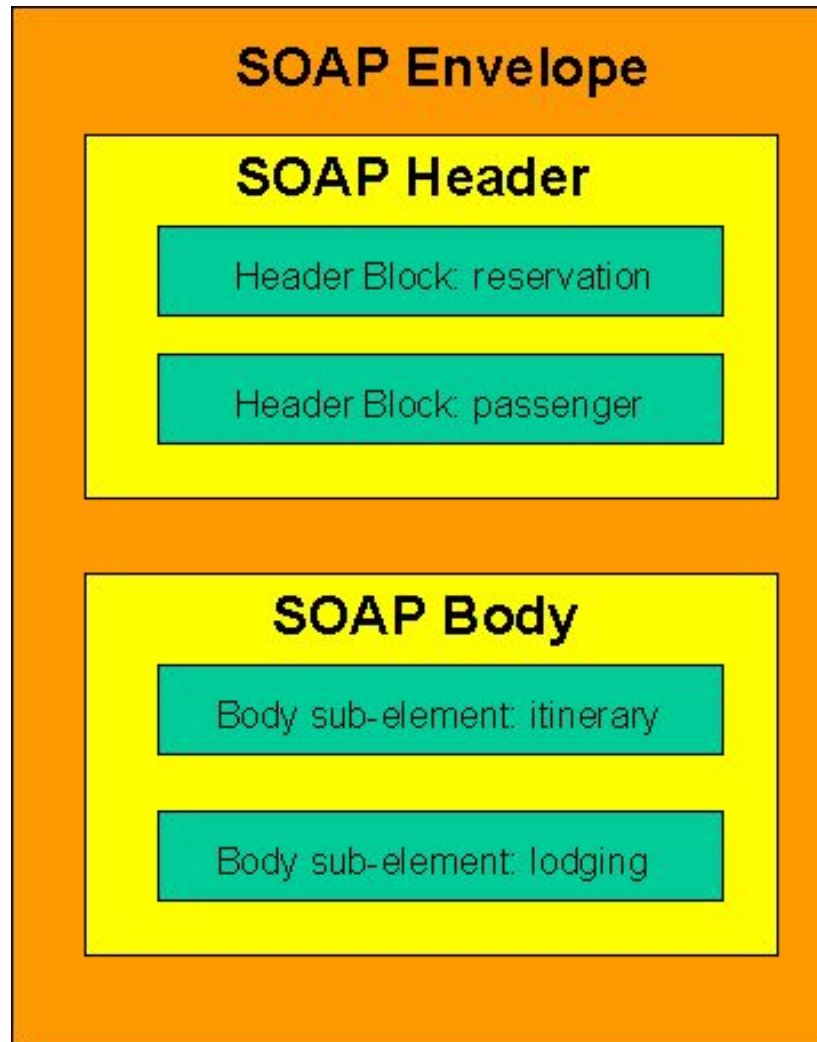 SOAP Envelope
SOAP Header
Header Block: reservation
Header Block: passenger
SOAP Body
Body sub-element: itinerary
Body sub-element: lodging